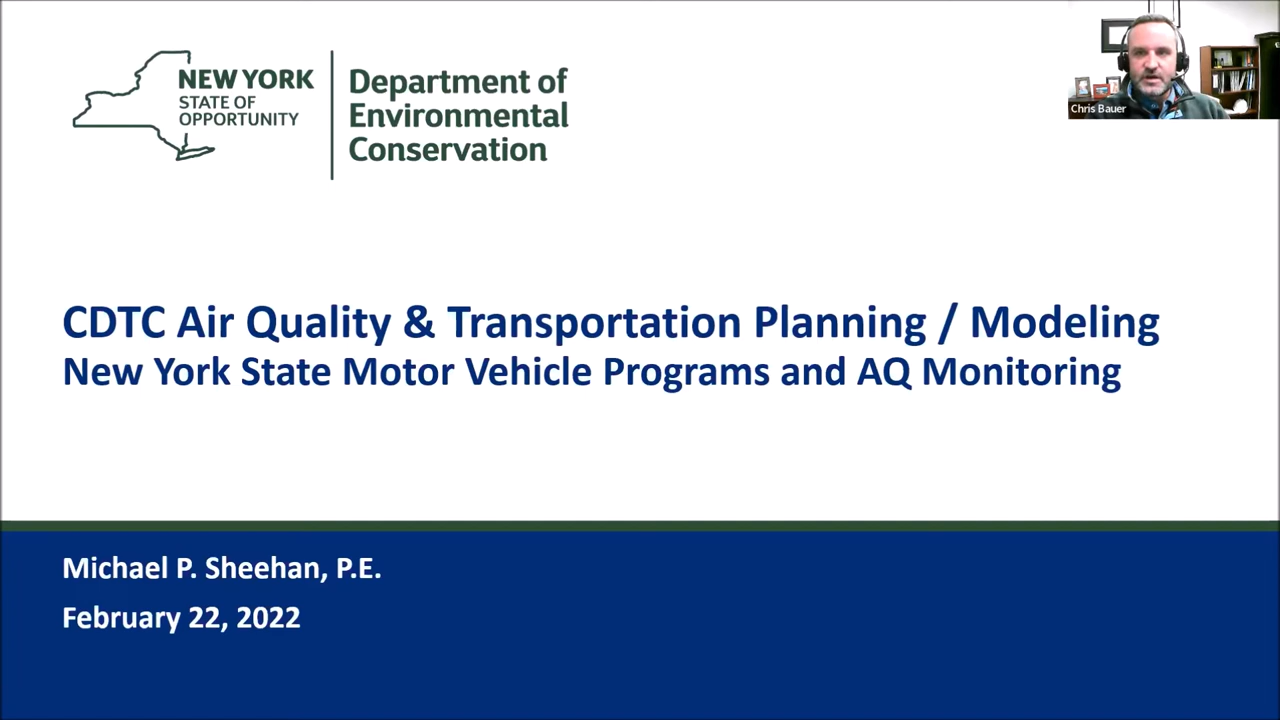 NEW YORK
STATE OF
OPPORTUNITY
Department of
Environmental
Conservation
Chris Bauer
CDTC Air Quality & Transportation Planning / Modeling
New York State Motor Vehicle Programs and AQ Monitoring
Michael P. Sheehan, P.E.
February 22, 2022